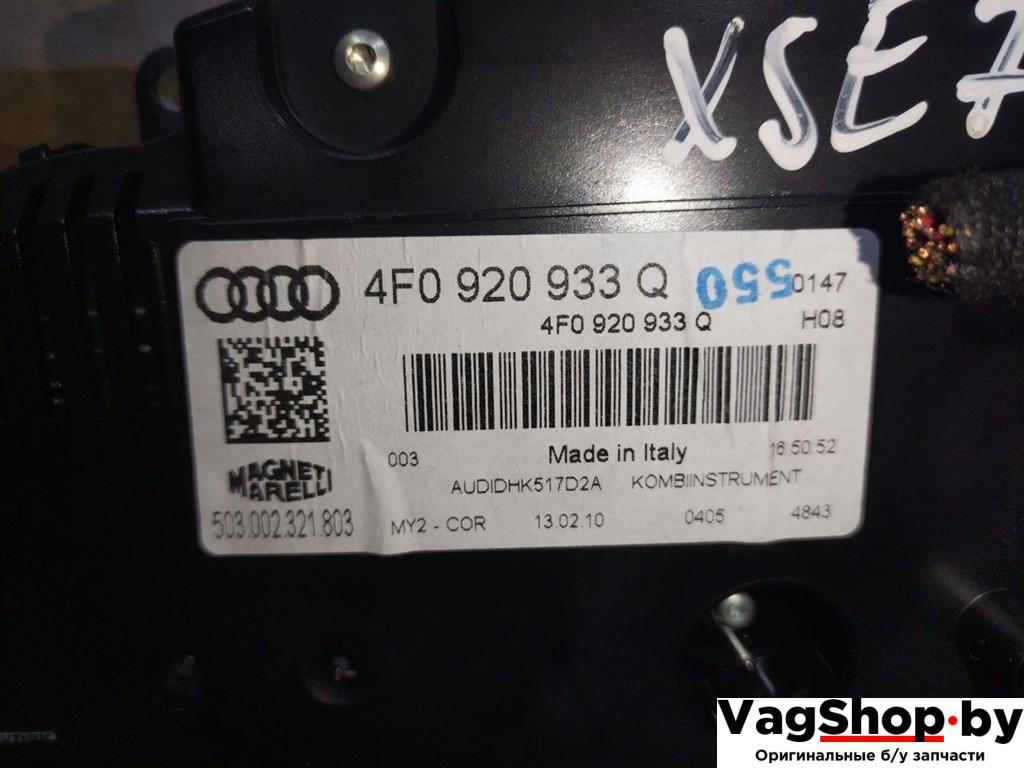 XSE7
4F0 920 933 Q 550 0147
4F0 920 933 Q H08
003 Made in Italy 16:50:52
MAGNETI MARELLI
AUDIDHK517D2A KOMBIINSTRUMENT
503.002.321.803 MY2 - COR 13.02.10 0405 4843
VagShop.by
Оригинальные б/у запчасти